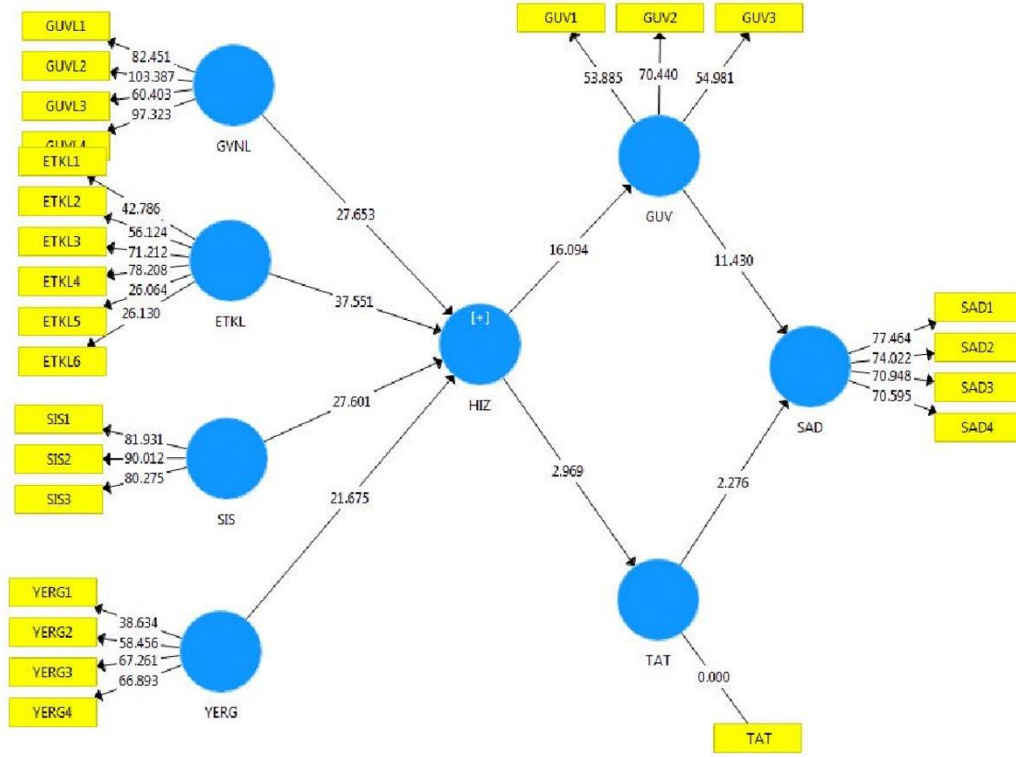 GUVL1
GUVL2
GUVL3
GUVL4
82.451
103.387
60.403
97.323
GVNL
ETKL1
ETKL2
ETKL3
ETKL4
ETKL5
ETKL6
42.786
56.124
71.212
78.208
26.064
26.130
ETKL
SIS1
SIS2
SIS3
81.931
90.012
80.275
SIS
YERG1
YERG2
YERG3
YERG4
38.634
58.456
67.261
66.893
YERG
27.653
37.551
27.601
21.675
[+]
HIZ
16.094
2.969
GUV1
GUV2
GUV3
53.885
70.440
54.981
GUV
11.430
TAT
2.276
0.000
TAT
SAD
77.464
74.022
70.948
70.595
SAD1
SAD2
SAD3
SAD4